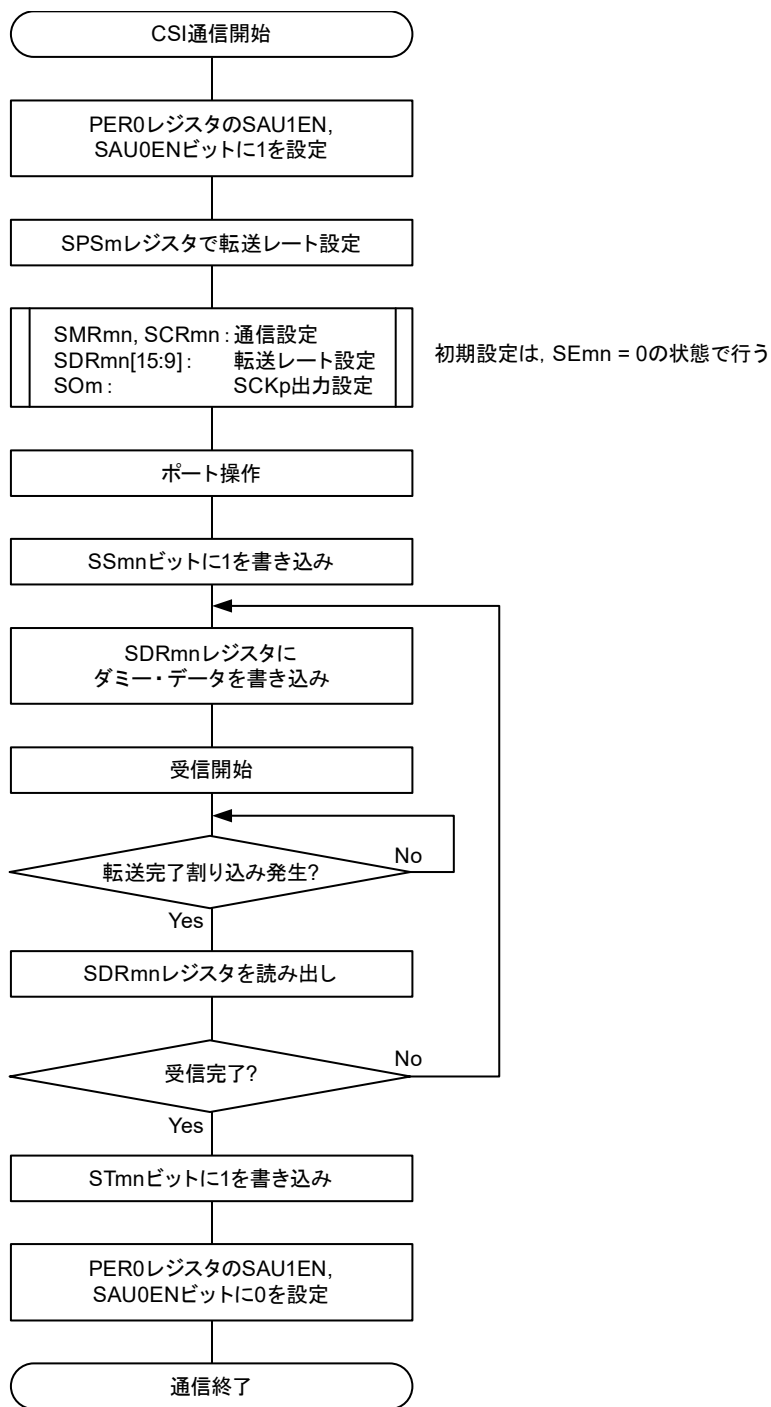 CSI通信開始
PER0レジスタのSAU1EN,
SAU0ENビットに1を設定
SPSmレジスタで転送レート設定
SMRmn, SCRmn : 通信設定
SDRmn[15:9] : 転送レート設定
SOm : SCKp出力設定
初期設定は, SEmn = 0の状態で行う
ポート操作
SSmnビットに1を書き込み
SDRmnレジスタに
ダミー・データを書き込み
受信開始
転送完了割り込み発生?
No
Yes
SDRmnレジスタを読み出し
受信完了?
No
Yes
STmnビットに1を書き込み
PER0レジスタのSAU1EN,
SAU0ENビットに0を設定
通信終了